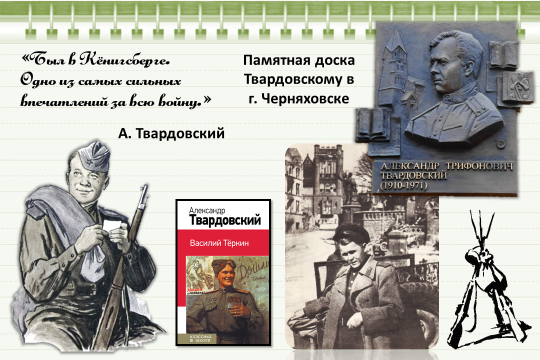 «Был в Кёнигсберге.
Одно из самых сильных
впечатлений за всю войну.»
А. Твардовский
Памятная доска
Твардовскому в
г. Черняховске
АЛЕКСАНДР ТРИФОНОВИЧ
ТВАРДОВСКИЙ
(1910-1971)
Александр
Твардовский
Василий Тёркин